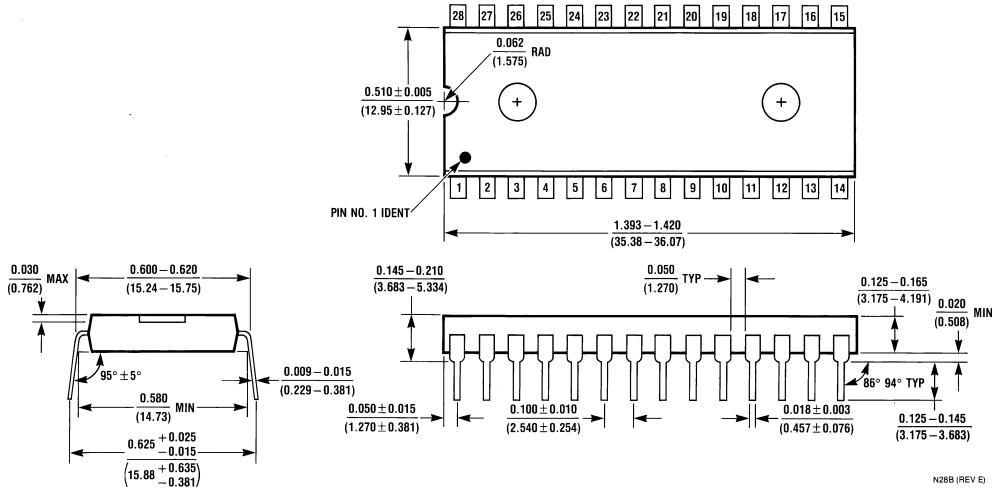 28 27 26 25 24 23 22 21 20 19 18 17 16 15
0.062
(1.575)
RAD
0.510 ± 0.005
(12.95 ± 0.127)
1 2 3 4 5 6 7 8 9 10 11 12 13 14
PIN NO. 1 IDENT
1.393 – 1.420
(35.38 – 36.07)
0.030
(0.762)
MAX
0.600 – 0.620
(15.24 – 15.75)
95° ± 5°
0.580
(14.73)
MIN
0.009 – 0.015
(0.229 – 0.381)
0.625 + 0.025
– 0.015
(15.88 + 0.635
– 0.381)
0.145 – 0.210
(3.683 – 5.334)
0.050
(1.270)
TYP
0.125 – 0.165
(3.175 – 4.191)
0.020
(0.508)
MIN
86° 94° TYP
0.050 ± 0.015
(1.270 ± 0.381)
0.100 ± 0.010
(2.540 ± 0.254)
0.018 ± 0.003
(0.457 ± 0.076)
0.125 – 0.145
(3.175 – 3.683)
N28B (REV E)